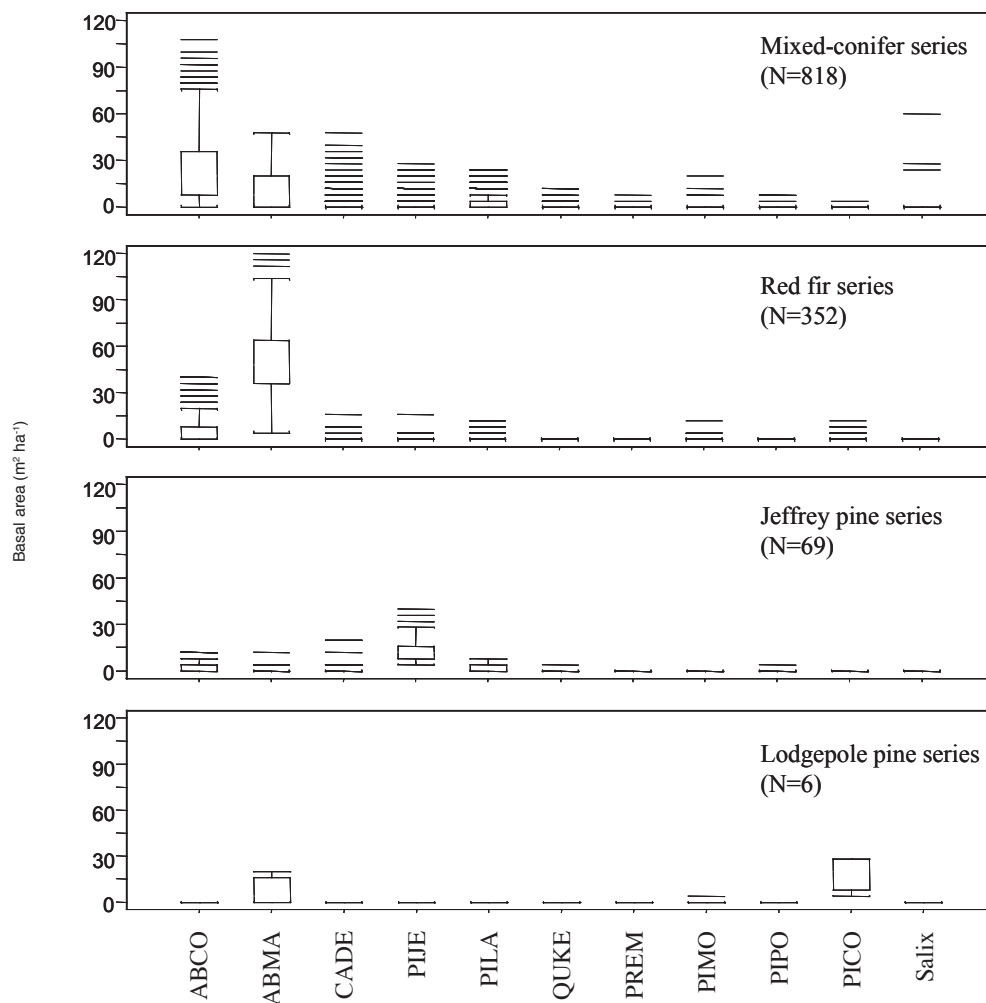 Basal area (m² ha⁻¹)
120
90
60
30
0
Mixed-conifer series
(N=818)
120
90
60
30
0
Red fir series
(N=352)
120
90
60
30
0
Jeffrey pine series
(N=69)
120
90
60
30
0
Lodgepole pine series
(N=6)
ABCO
ABMA
CADE
PIJE
PILA
QUKE
PREM
PIMO
PIPO
PICO
Salix